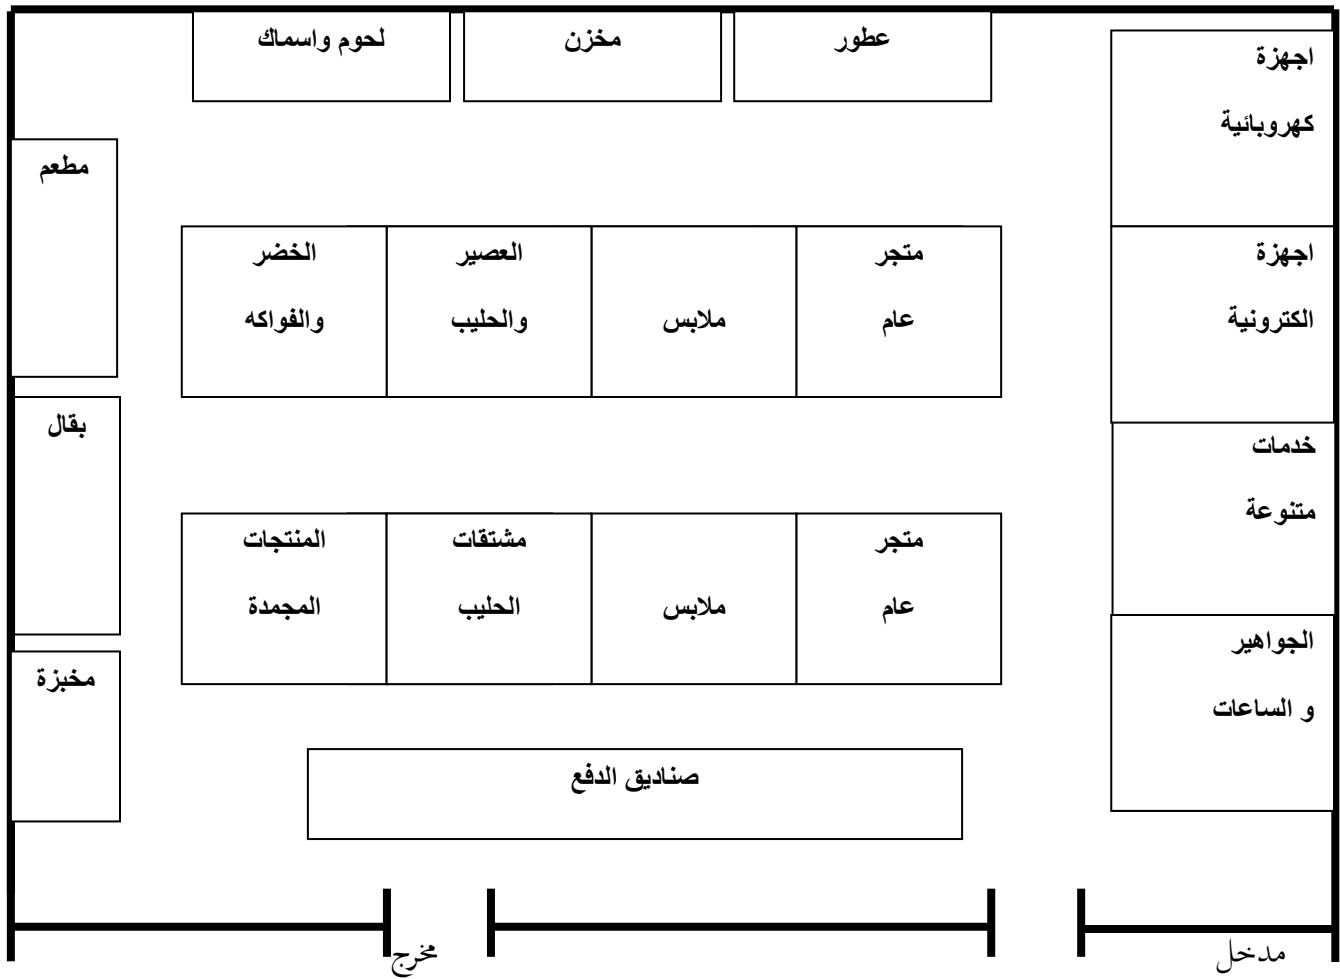 لحوم واسماك
مخزن
عطور
اجهزة
كهروبائية
مطعم
الخضر
والفواكه
العصير
والحليب
ملابس
متجر
عام
اجهزة
الكترونية
بقال
خدمات
متنوعة
المنتجات
المجمدة
مشتقات
الحليب
ملابس
متجر
عام
الجواهير
و الساعات
مخبزة
صناديق الدفع
مخرج
مدخل